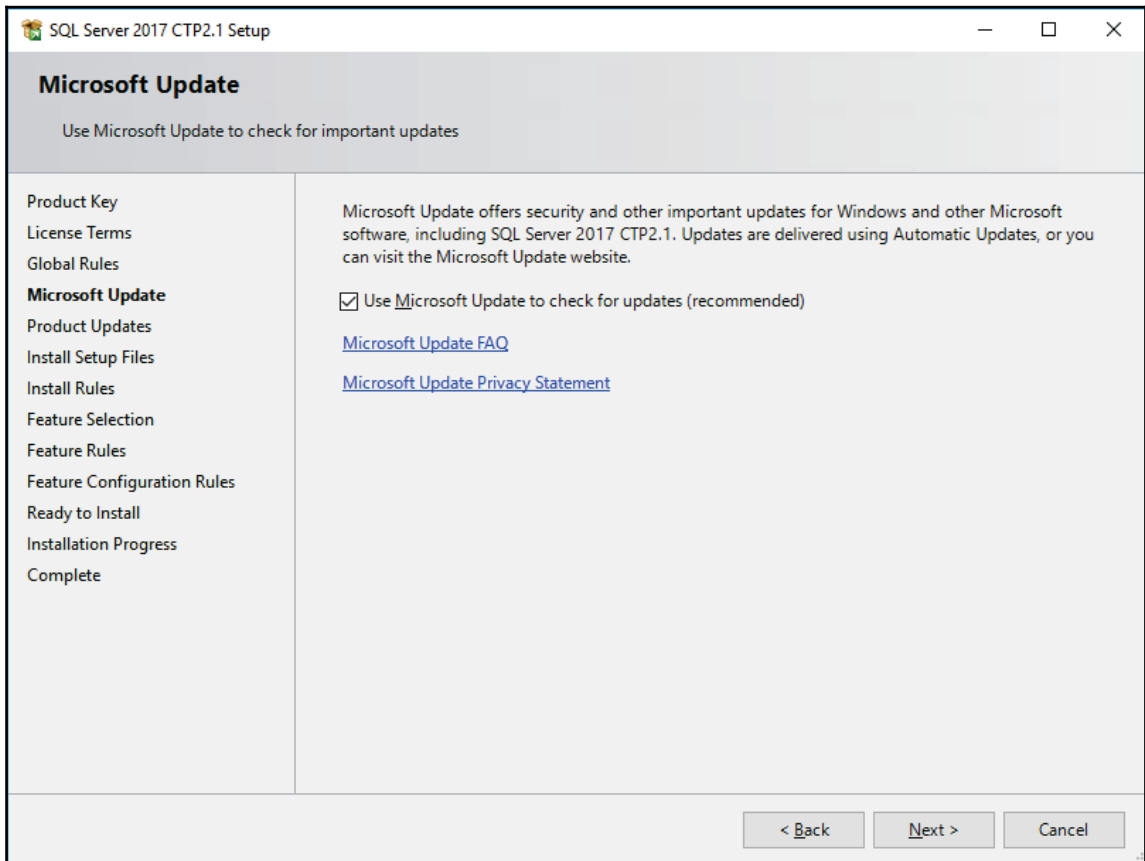 SQL Server 2017 CTP2.1 Setup
Microsoft Update
Use Microsoft Update to check for important updates
Product Key
License Terms
Global Rules
Microsoft Update
Product Updates
Install Setup Files
Install Rules
Feature Selection
Feature Rules
Feature Configuration Rules
Ready to Install
Installation Progress
Complete
Microsoft Update offers security and other important updates for Windows and other Microsoft
software, including SQL Server 2017 CTP2.1. Updates are delivered using Automatic Updates, or you
can visit the Microsoft Update website.
Use Microsoft Update to check for updates (recommended)
Microsoft Update FAQ
Microsoft Update Privacy Statement
< Back
Next >
Cancel